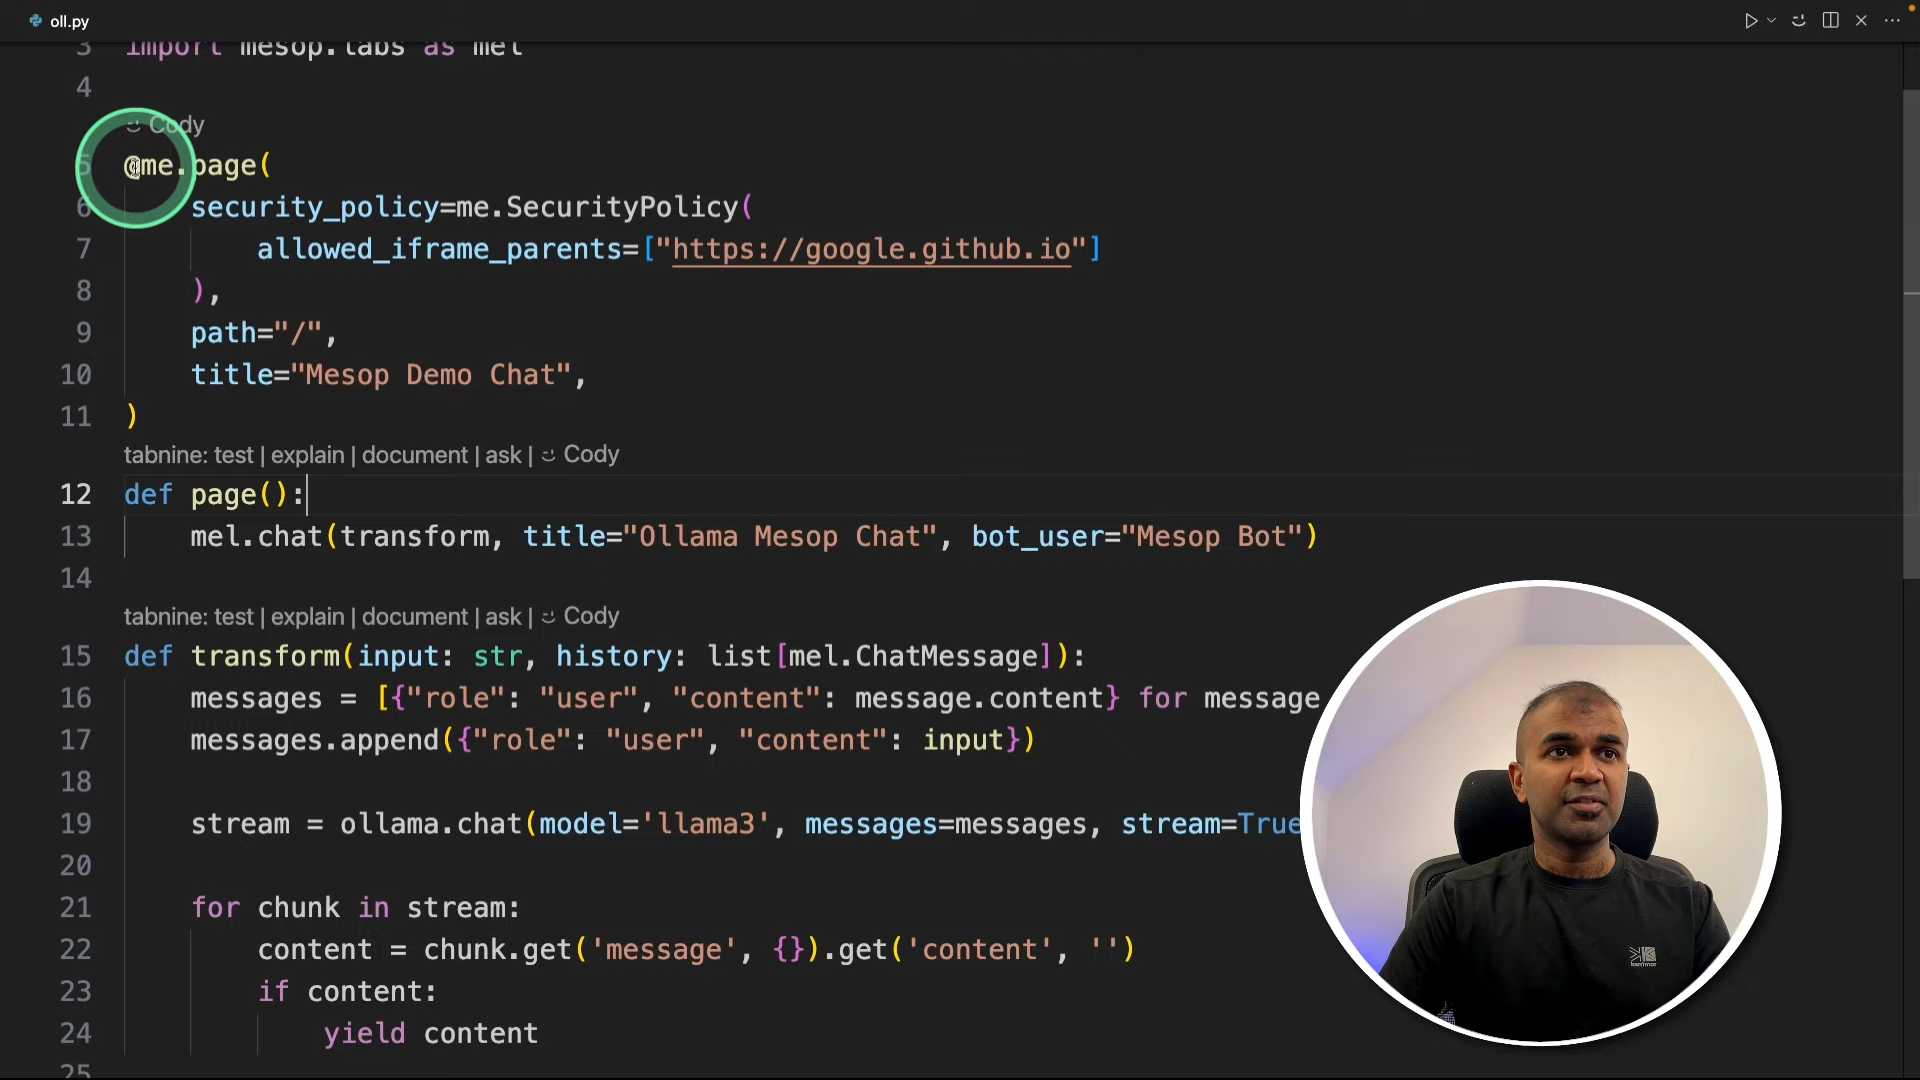 oll.py
3 import mesop.labs as mel
4
Cody
5 @me.page(
6 security_policy=me.SecurityPolicy(
7 allowed_iframe_parents=["https://google.github.io"]
8 ),
9 path="/",
10 title="Mesop Demo Chat",
11 )
tabnine: test | explain | document | ask | Cody
12 def page():
13 mel.chat(transform, title="Ollama Mesop Chat", bot_user="Mesop Bot")
14
tabnine: test | explain | document | ask | Cody
15 def transform(input: str, history: list[mel.ChatMessage]):
16 messages = [{"role": "user", "content": message.content} for message
17 messages.append({"role": "user", "content": input})
18
19 stream = ollama.chat(model='llama3', messages=messages, stream=True
20
21 for chunk in stream:
22 content = chunk.get('message', {}).get('content', '')
23 if content:
24 yield content
25